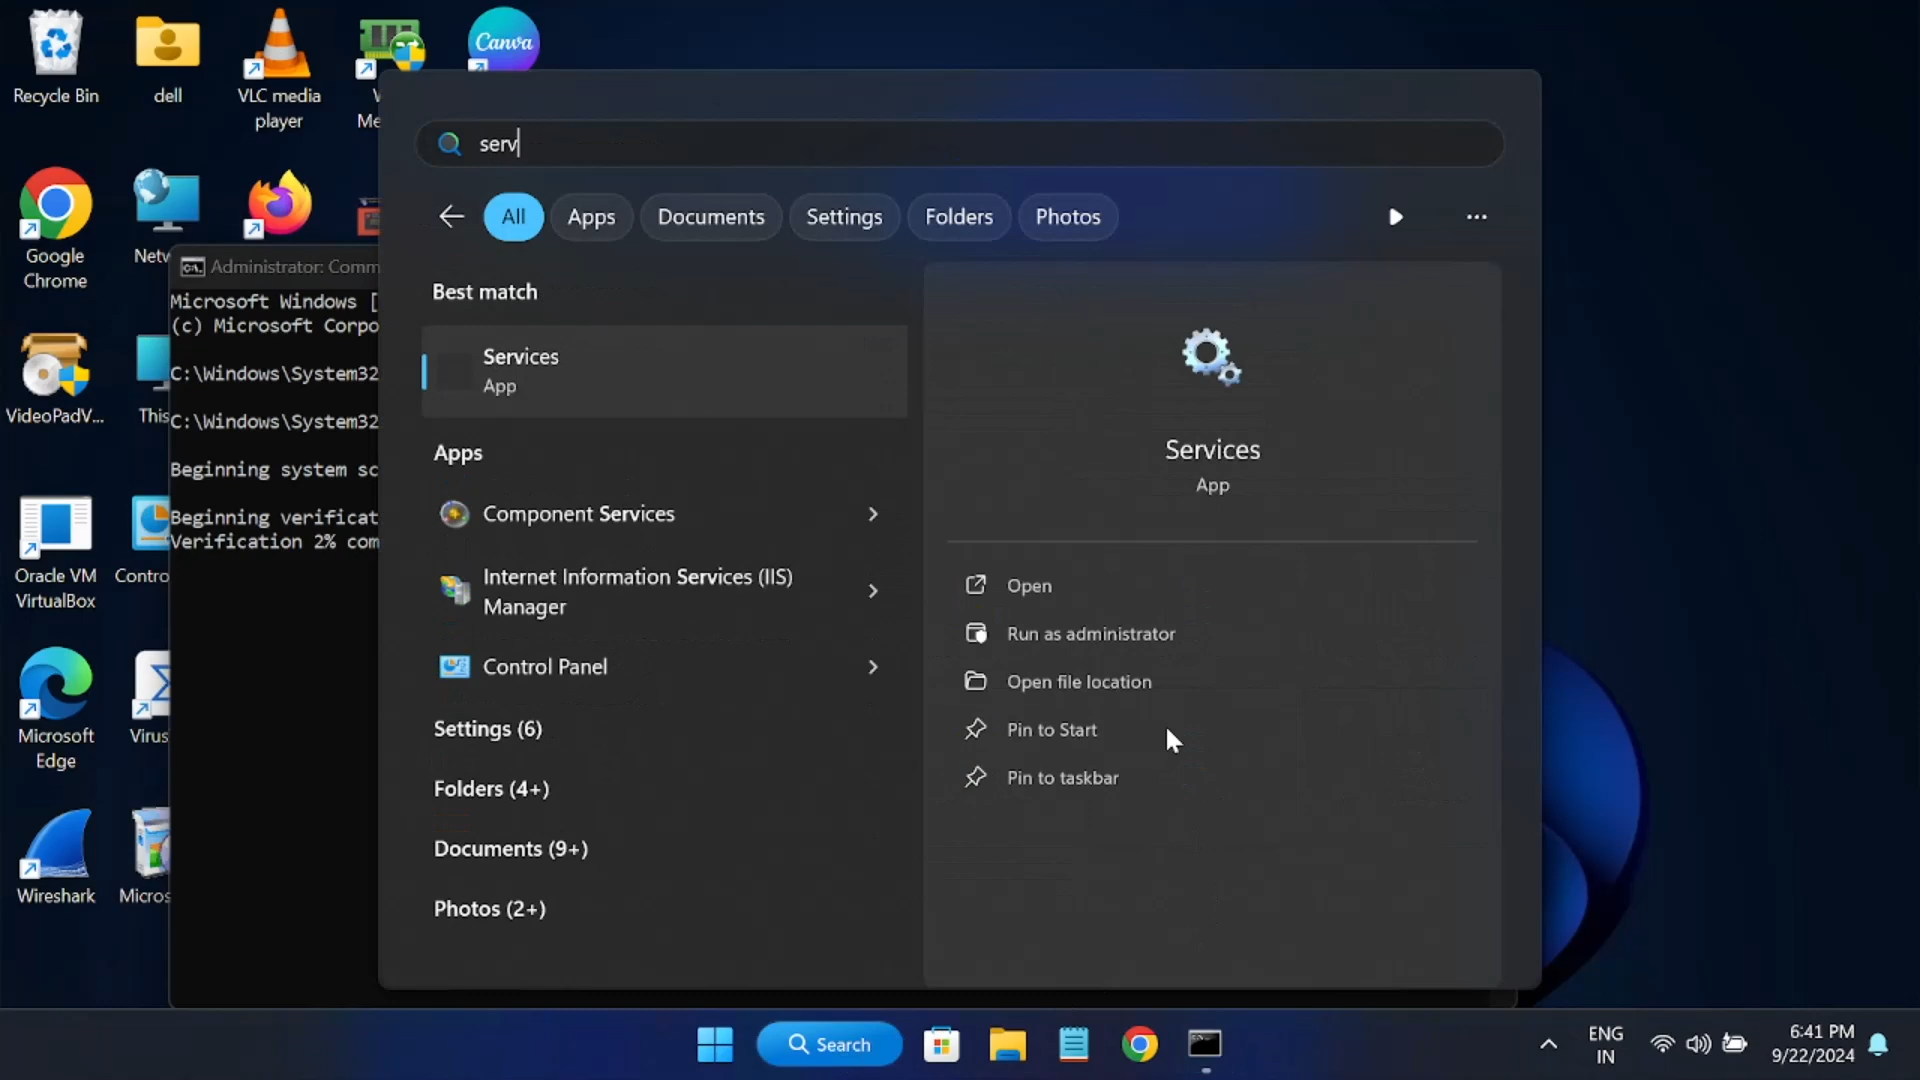 Canva
Recycle Bin
dell
VLC media
player
serv
All
Apps
Documents
Settings
Folders
Photos
Google
Chrome
Administrator: Comm
Microsoft Windows [
(c) Microsoft Corpo
C:\Windows\System32
C:\Windows\System32
Beginning system sc
Beginning verificat
Verification 2% com
VideoPadV...
This
Oracle VM
VirtualBox
Contro
Microsoft
Edge
Virus
Wireshark
Micros
Best match
Services
App
Apps
Component Services
Internet Information Services (IIS)
Manager
Control Panel
Settings (6)
Folders (4+)
Documents (9+)
Photos (2+)
Services
App
Open
Run as administrator
Open file location
Pin to Start
Pin to taskbar
Search
ENG
IN
6:41 PM
9/22/2024